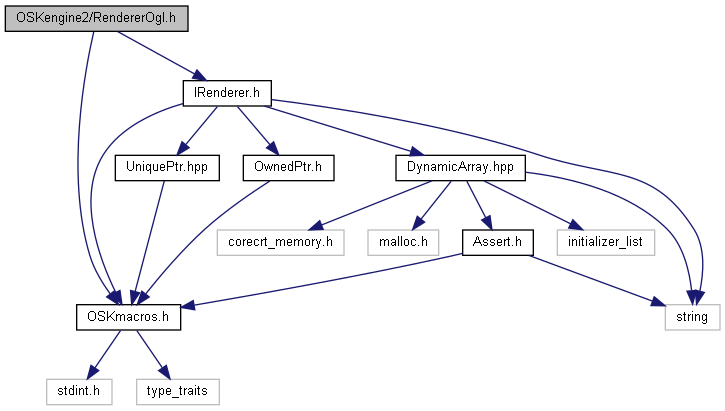 OSKengine2/RendererOgl.h
IRenderer.h
UniquePtr.hpp
OwnedPtr.h
DynamicArray.hpp
corecrt_memory.h
malloc.h
Assert.h
initializer_list
OSKmacros.h
string
stdint.h
type_traits